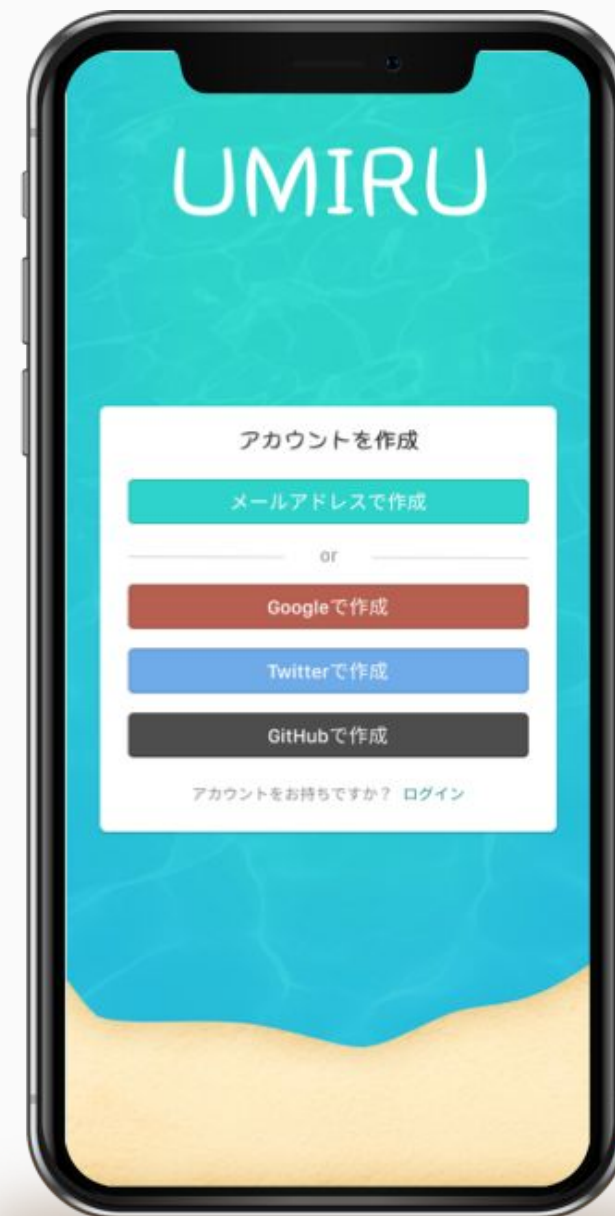 UMIRU
アカウントを作成
メールアドレスで作成
or
Googleで作成
Twitterで作成
GitHubで作成
アカウントをお持ちですか？ ログイン